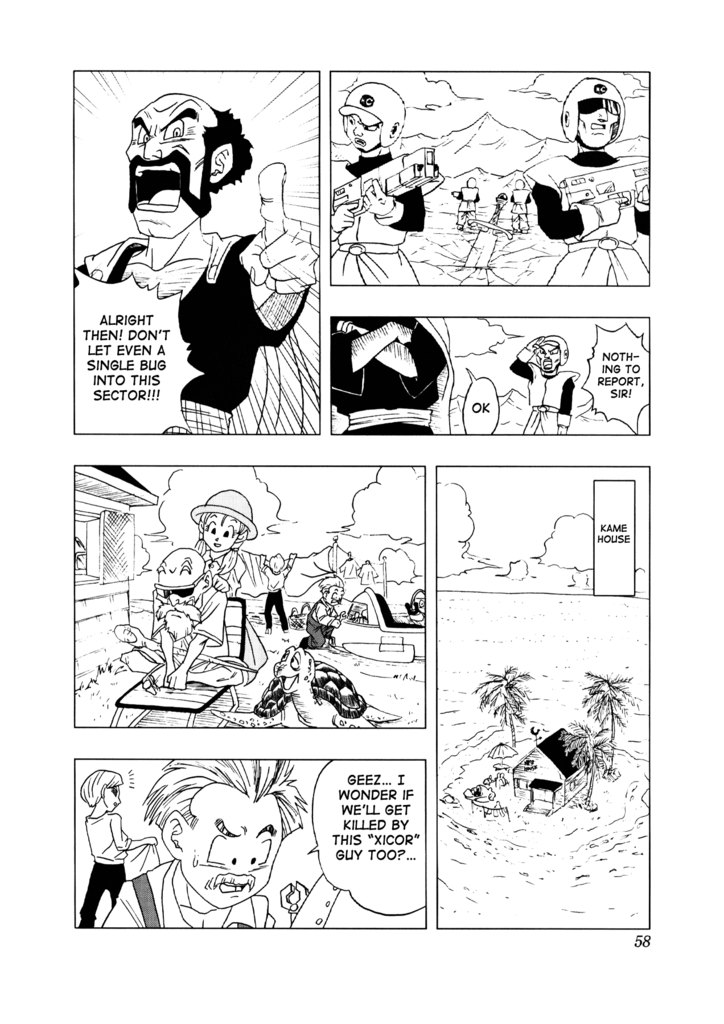 ALRIGHT
THEN! DON'T
LET EVEN A
SINGLE BUG
INTO THIS
SECTOR!!!
NOTH-
ING TO
REPORT,
SIR!
OK
KAME
HOUSE
GEEZ... I
WONDER IF
WE'LL GET
KILLED BY
THIS "XICOR"
GUY TOO?...
58